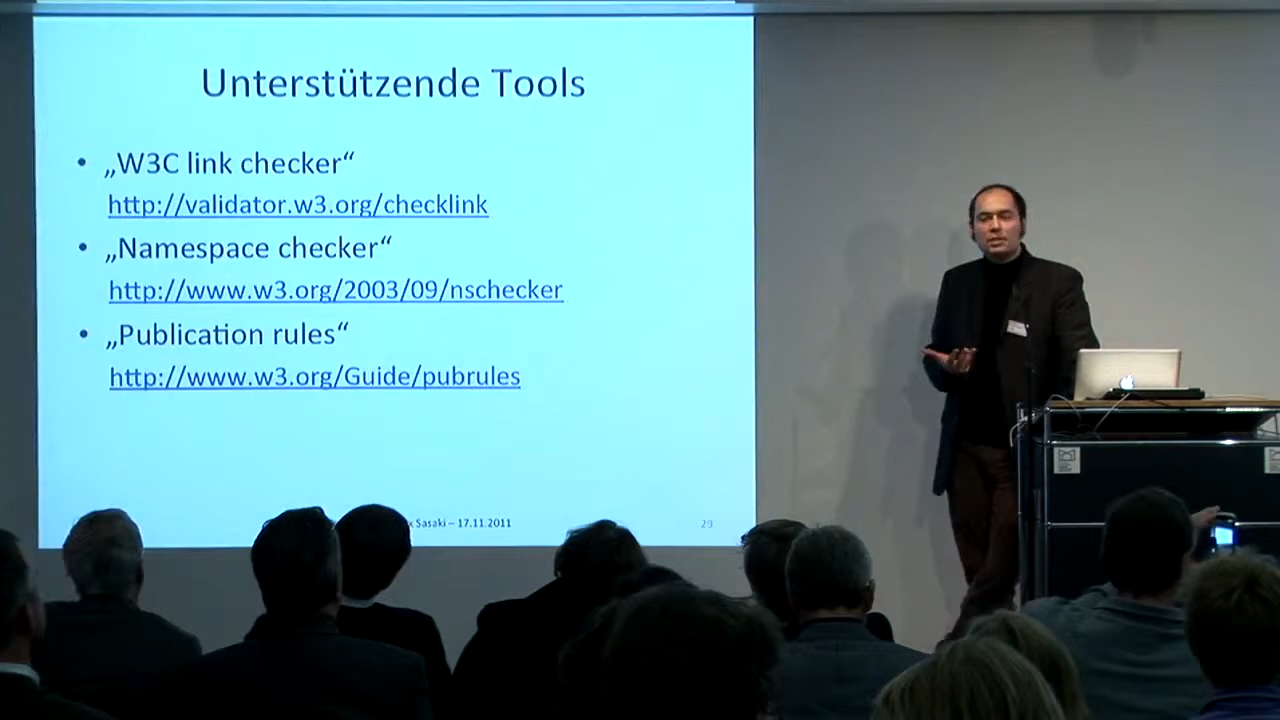 Unterstützende Tools
• „W3C link checker“
http://validator.w3.org/checklink
• „Namespace checker“
http://www.w3.org/2003/09/nschecker
• „Publication rules“
http://www.w3.org/Guide/pubrules
Sasaki – 17.11.2011
29